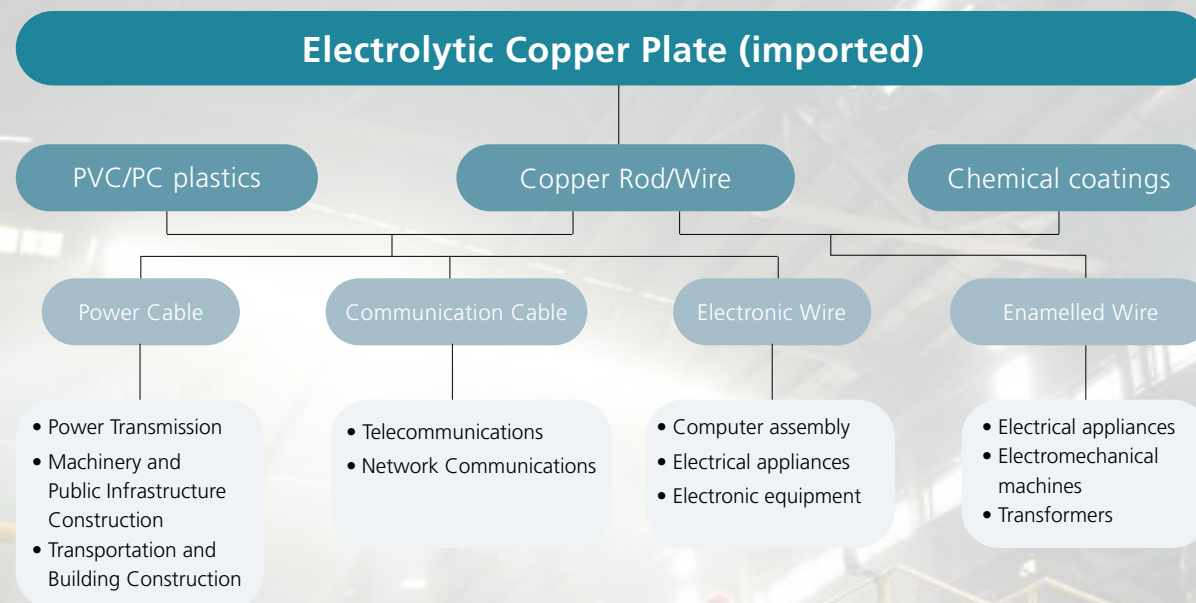 Electrolytic Copper Plate (imported)
PVC/PC plastics
Copper Rod/Wire
Chemical coatings
Power Cable
Communication Cable
Electronic Wire
Enamelled Wire
• Power Transmission
• Machinery and
Public Infrastructure
Construction
• Transportation and
Building Construction
• Telecommunications
• Network Communications
• Computer assembly
• Electrical appliances
• Electronic equipment
• Electrical appliances
• Electromechanical
machines
• Transformers